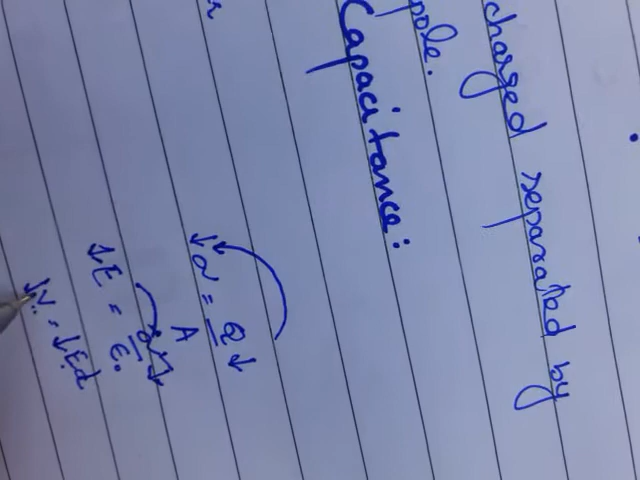 charged separated by
pole.
Capacitance:
↓σ = Q↓
A
↓E = σ↓
ε₀
↓V = ↓E.d